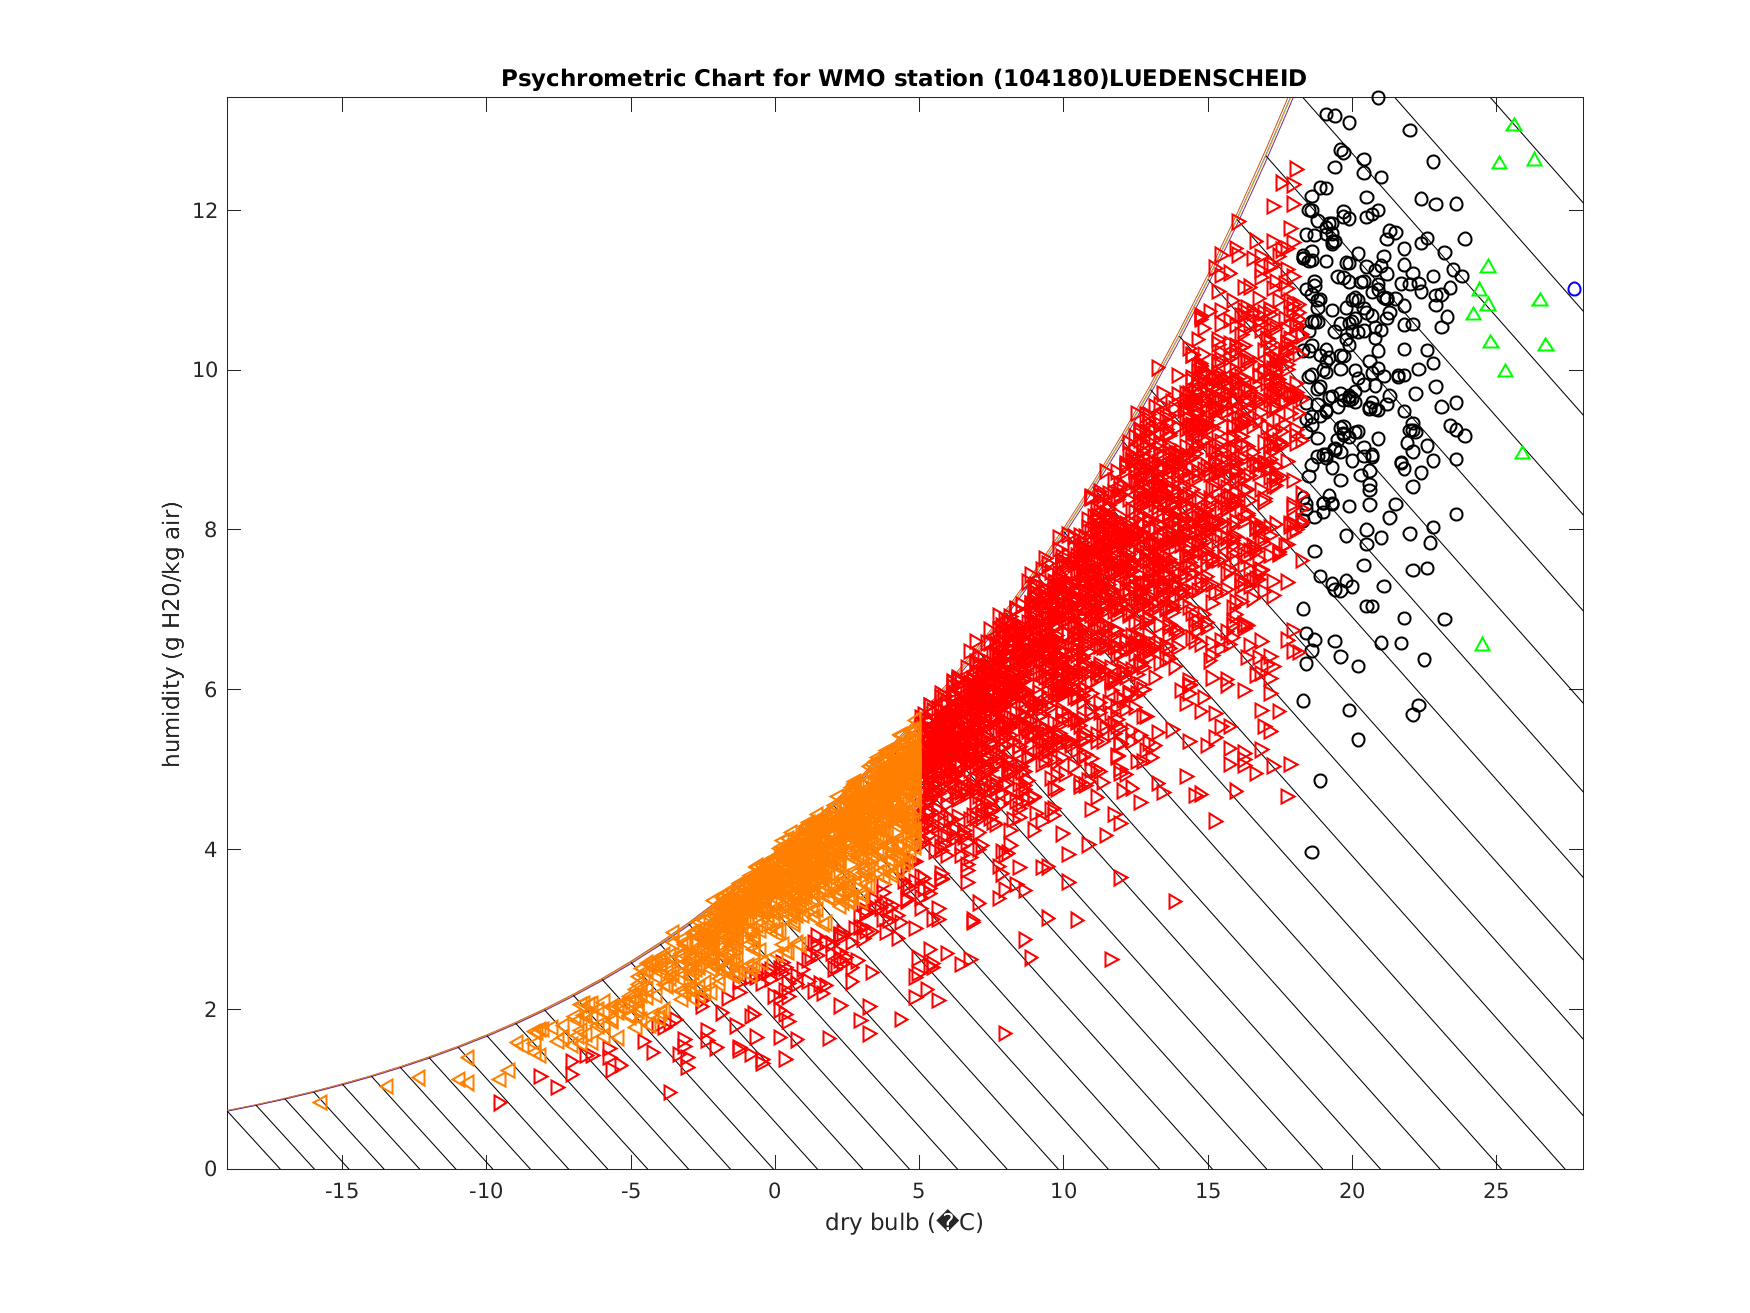 Psychrometric Chart for WMO station (104180)LUEDENSCHEID
humidity (g H20/kg air)
12
10
8
6
4
2
0
-15 -10 -5 0 5 10 15 20 25
dry bulb (�C)